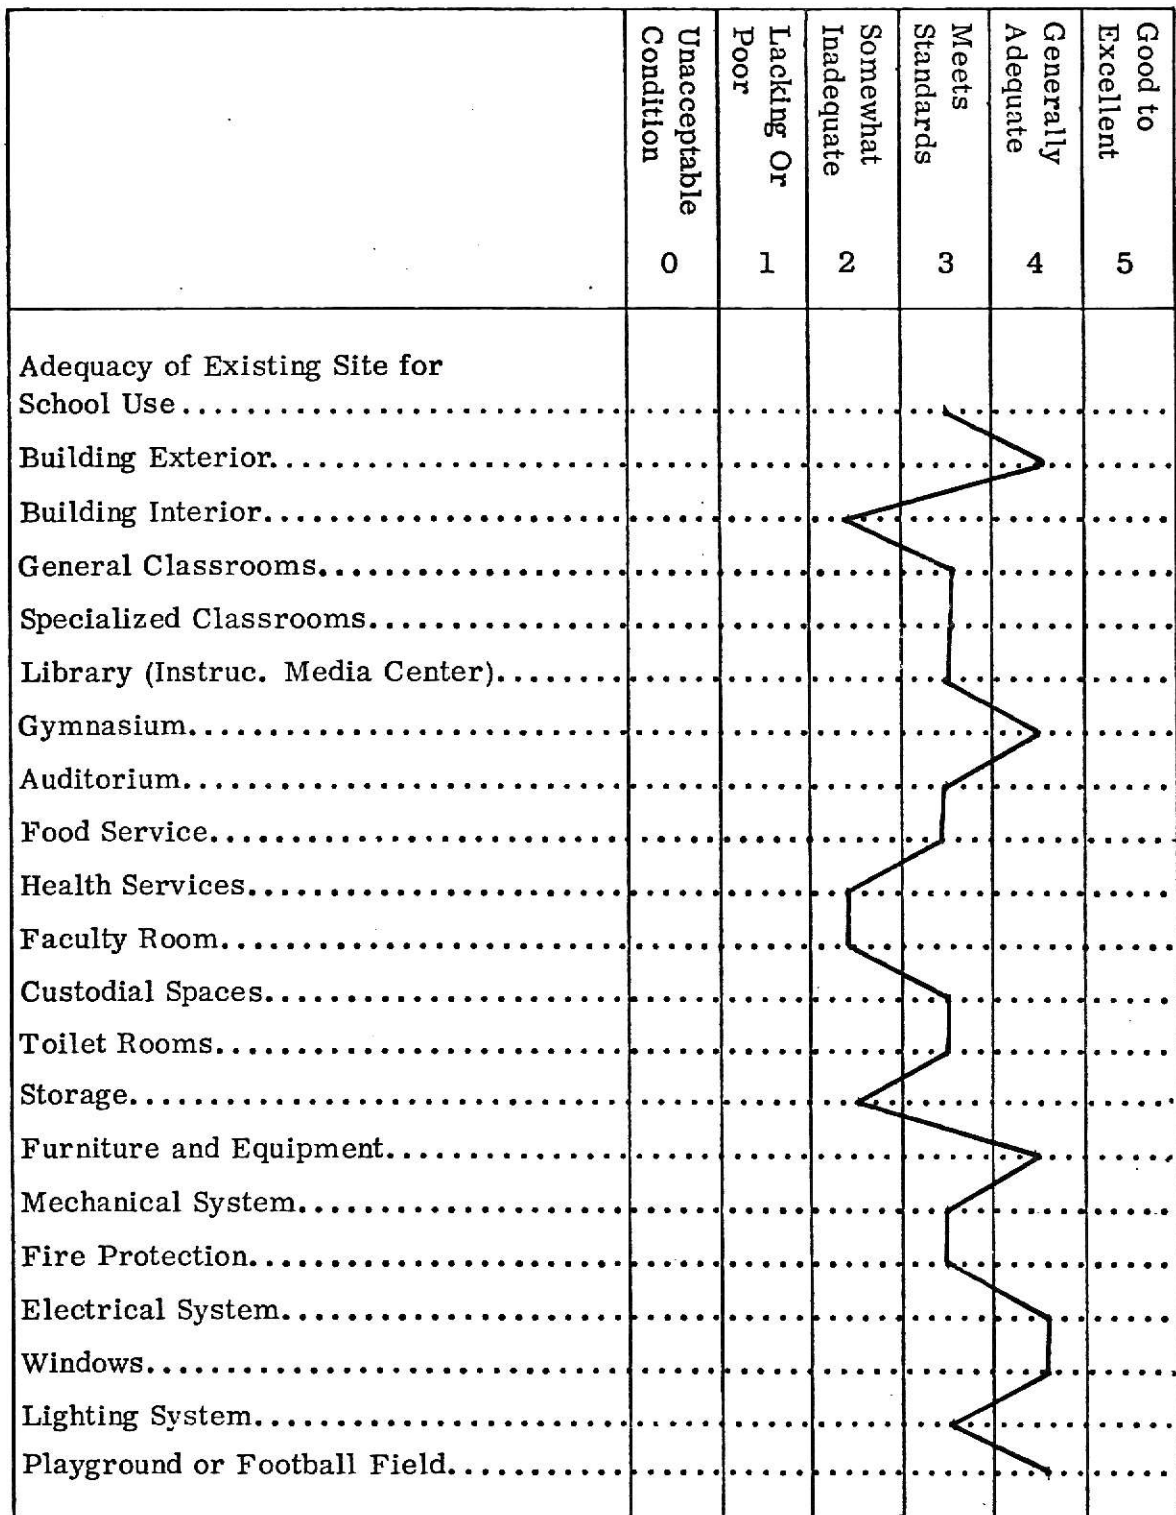 Unacceptable
Condition
0
Lacking Or
Poor
1
Somewhat
Inadequate
2
Meets
Standards
3
Generally
Adequate
4
Good to
Excellent
5
Adequacy of Existing Site for
School Use
Building Exterior
Building Interior
General Classrooms
Specialized Classrooms
Library (Instruc. Media Center)
Gymnasium
Auditorium
Food Service
Health Services
Faculty Room
Custodial Spaces
Toilet Rooms
Storage
Furniture and Equipment
Mechanical System
Fire Protection
Electrical System
Windows
Lighting System
Playground or Football Field